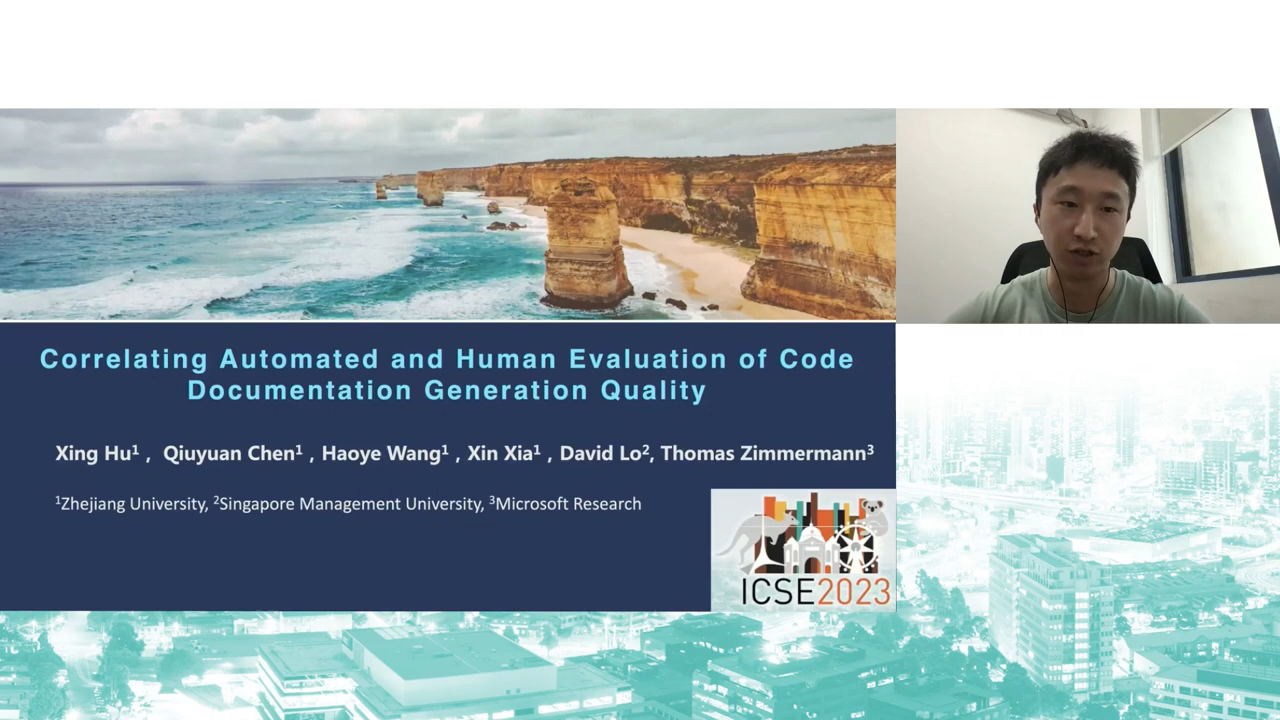 Correlating Automated and Human Evaluation of Code
Documentation Generation Quality
Xing Hu¹ , Qiuyuan Chen¹ , Haoye Wang¹ , Xin Xia¹ , David Lo², Thomas Zimmermann³
¹Zhejiang University, ²Singapore Management University, ³Microsoft Research
ICSE2023